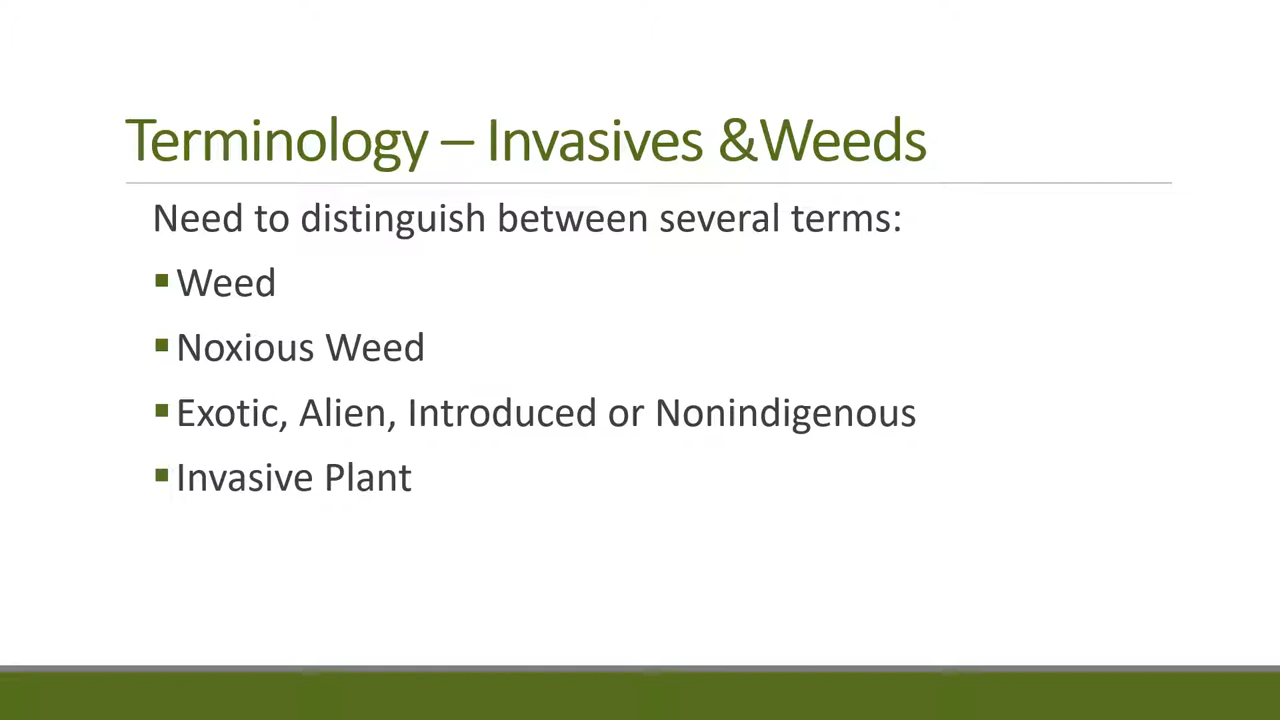 Terminology – Invasives &Weeds
Need to distinguish between several terms:
▪Weed
▪Noxious Weed
▪Exotic, Alien, Introduced or Nonindigenous
▪Invasive Plant